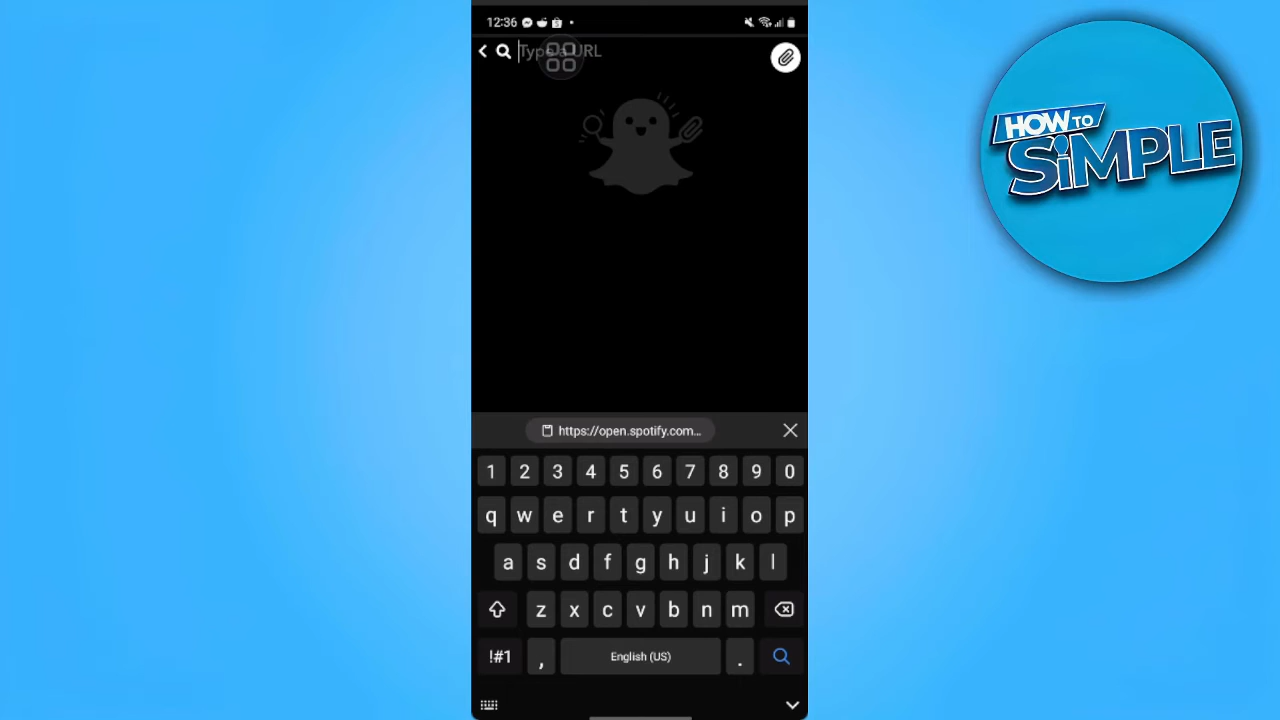 12:36
Type a URL
HOW TO
SiMPLE
https://open.spotify.com...
1 2 3 4 5 6 7 8 9 0
q w e r t y u i o p
a s d f g h j k l
z x c v b n m
!#1 , English (US) .